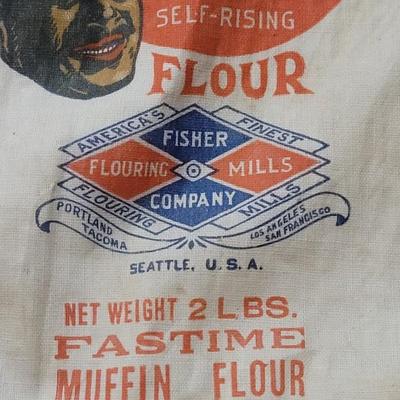 SELF-RISING
FLOUR
AMERICA'S FINEST
FISHER
FLOURING MILLS
COMPANY
FLOURING MILLS
PORTLAND
TACOMA
LOS ANGELES
SAN FRANCISCO
SEATTLE, U.S.A.
NET WEIGHT 2 LBS.
FASTIME
MUFFIN FLOUR